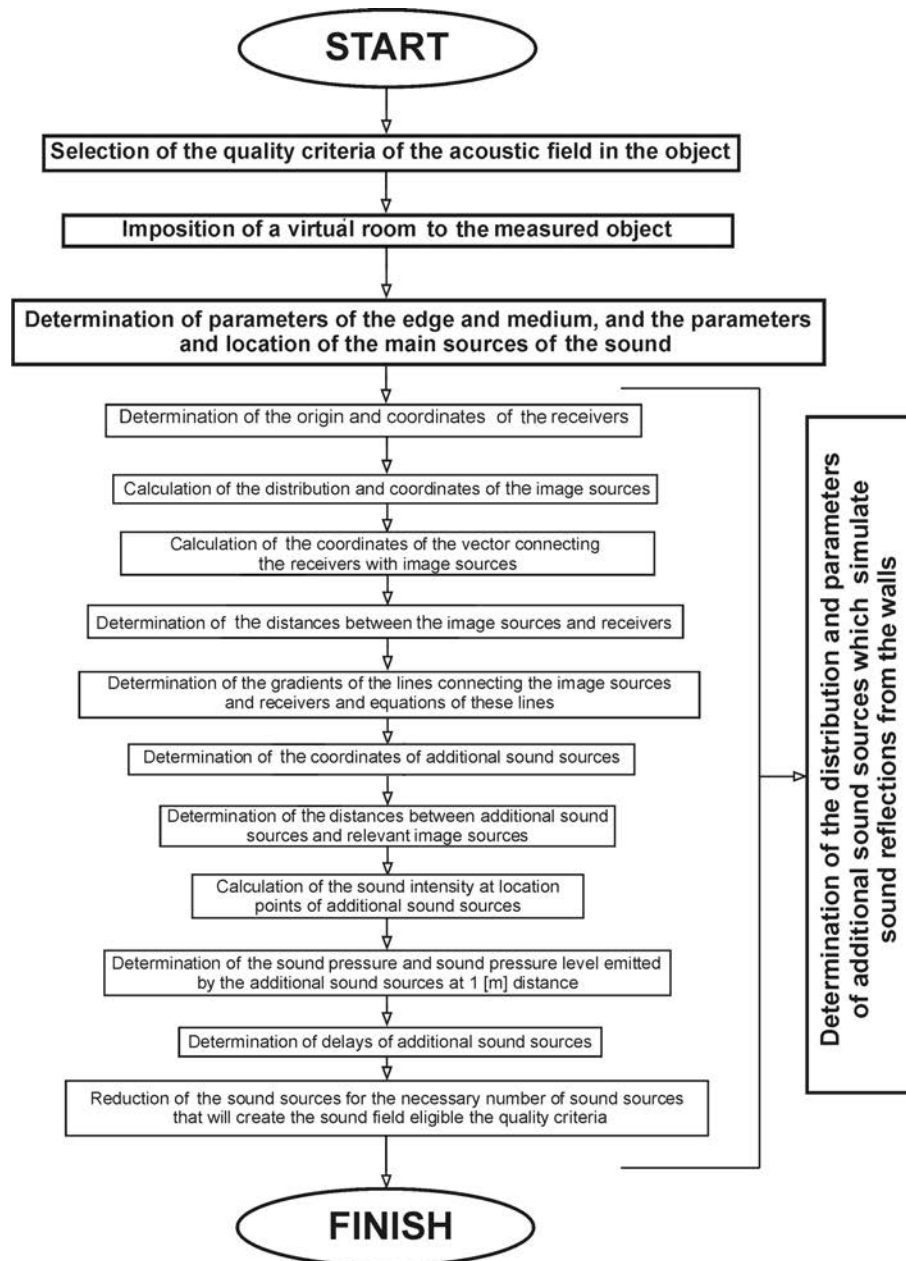 START
Selection of the quality criteria of the acoustic field in the object
Imposition of a virtual room to the measured object
Determination of parameters of the edge and medium, and the parameters
and location of the main sources of the sound
Determination of the origin and coordinates of the receivers
Calculation of the distribution and coordinates of the image sources
Calculation of the coordinates of the vector connecting
the receivers with image sources
Determination of the distances between the image sources and receivers
Determination of the gradients of the lines connecting the image sources
and receivers and equations of these lines
Determination of the coordinates of additional sound sources
Determination of the distances between additional sound
sources and relevant image sources
Calculation of the sound intensity at location
points of additional sound sources
Determination of the sound pressure and sound pressure level emitted
by the additional sound sources at 1 [m] distance
Determination of delays of additional sound sources
Reduction of the sound sources for the necessary number of sound sources
that will create the sound field eligible the quality criteria
FINISH
Determination of the distribution and parameters
of additional sound sources which simulate
sound reflections from the walls